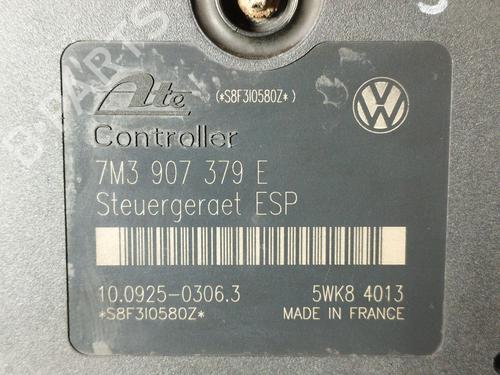 Ate
(*S8F310580Z*)
Controller
7M3 907 379 E
Steuergeraet ESP
10.0925-0306.3
5WK8 4013
*S8F310580Z*
MADE IN FRANCE